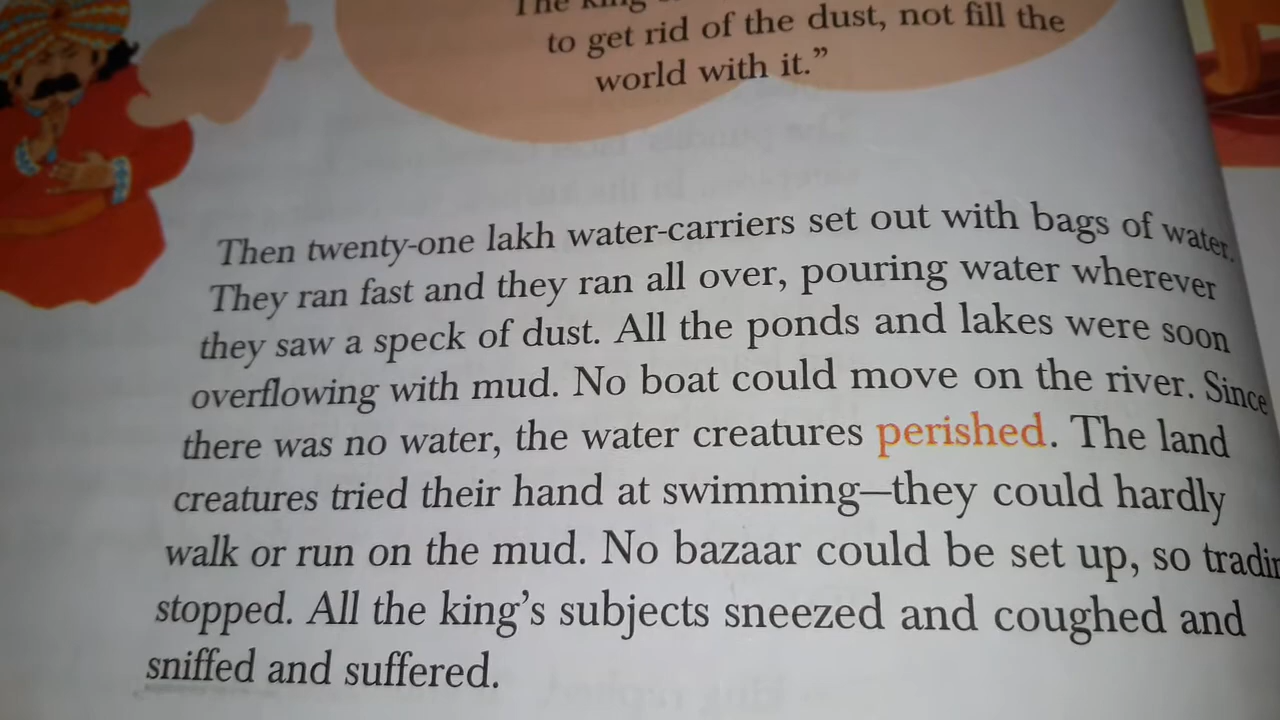 The king
to get rid of the dust, not fill the
world with it.”
Then twenty-one lakh water-carriers set out with bags of water.
They ran fast and they ran all over, pouring water wherever
they saw a speck of dust. All the ponds and lakes were soon
overflowing with mud. No boat could move on the river. Since
there was no water, the water creatures perished. The land
creatures tried their hand at swimming—they could hardly
walk or run on the mud. No bazaar could be set up, so
stopped. All the king’s subjects sneezed and coughed and
sniffed and suffered.